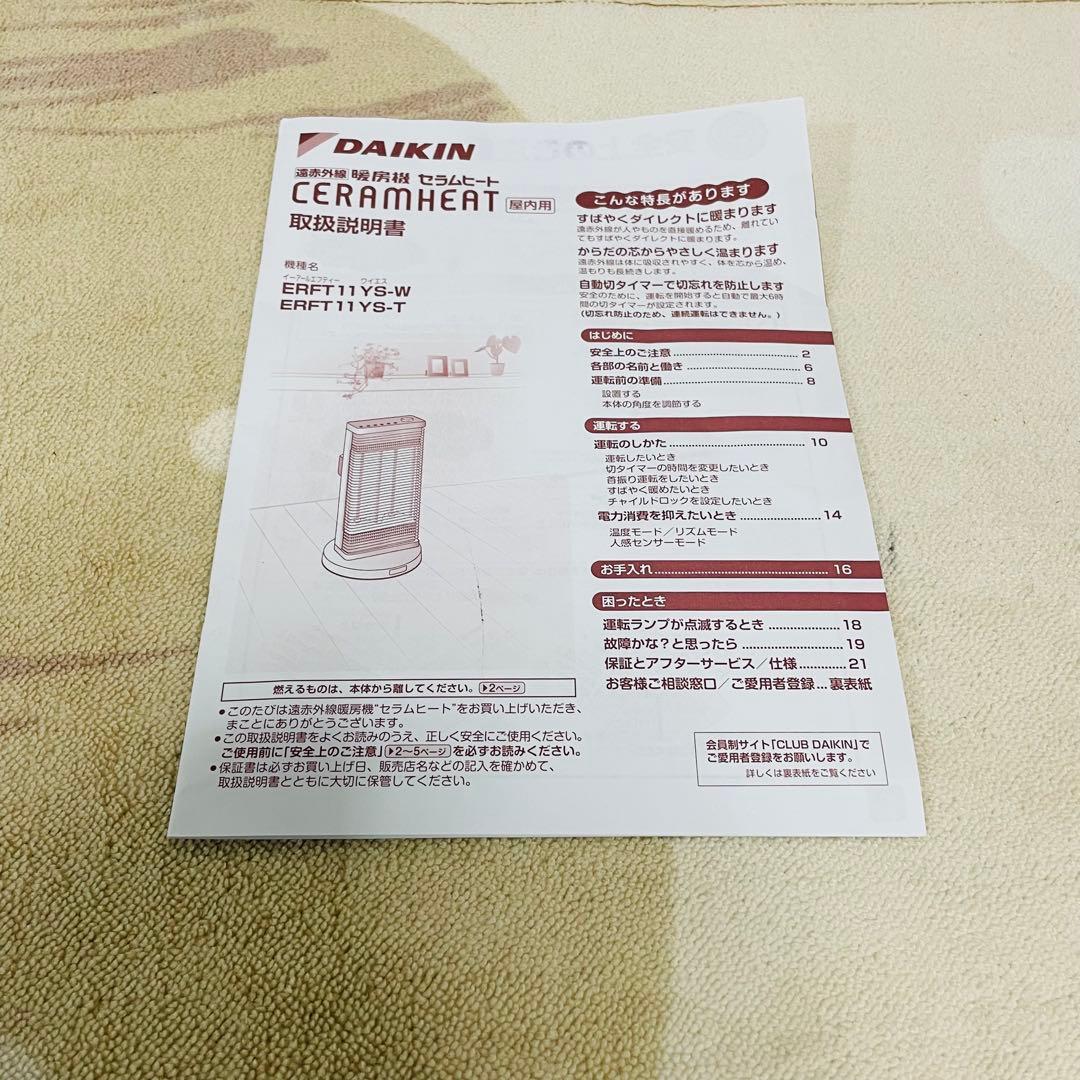 DAIKIN
遠赤外線 暖房機 セラムヒート
CERAMHEAT 屋内用
取扱説明書
機種名
イーアールエフティー ワイエス
ERFT11YS-W
ERFT11YS-T
燃えるものは、本体から離してください。 2ページ
●このたびは遠赤外線暖房機“セラムヒート”をお買い上げいただき、
まことにありがとうございます。
●この取扱説明書をよくお読みのうえ、正しく安全にご使用ください。
ご使用前に「安全上のご注意」 2〜5ページ を必ずお読みください。
●保証書は必ずお買い上げ日、販売店名などの記入を確かめて、
取扱説明書とともに大切に保管してください。
こんな特長があります
すばやくダイレクトに暖まります
遠赤外線が人やものを直接暖めるため、離れてい
てもすばやくダイレクトに暖まります。
からだの芯からやさしく温まります
遠赤外線は体に吸収されやすく、体を芯から温め、
温もりも長続きします。
自動切タイマーで切忘れを防止します
安全のために、運転を開始すると自動で最大6時
間の切タイマーが設定されます。
(切忘れ防止のため、連続運転はできません。)
はじめに
安全上のご注意 2
各部の名前と働き 6
運転前の準備 8
設置する
本体の角度を調節する
運転する
運転のしかた 10
運転したいとき
切タイマーの時間を変更したいとき
首振り運転をしたいとき
すばやく暖めたいとき
チャイルドロックを設定したいとき
電力消費を抑えたいとき 14
温度モード／リズムモード
人感センサーモード
お手入れ 16
困ったとき
運転ランプが点滅するとき 18
故障かな？と思ったら 19
保証とアフターサービス／仕様 21
お客様ご相談窓口／ご愛用者登録 … 裏表紙
会員制サイト「CLUB DAIKIN」で
ご愛用者登録をお願いします。
詳しくは裏表紙をご覧ください